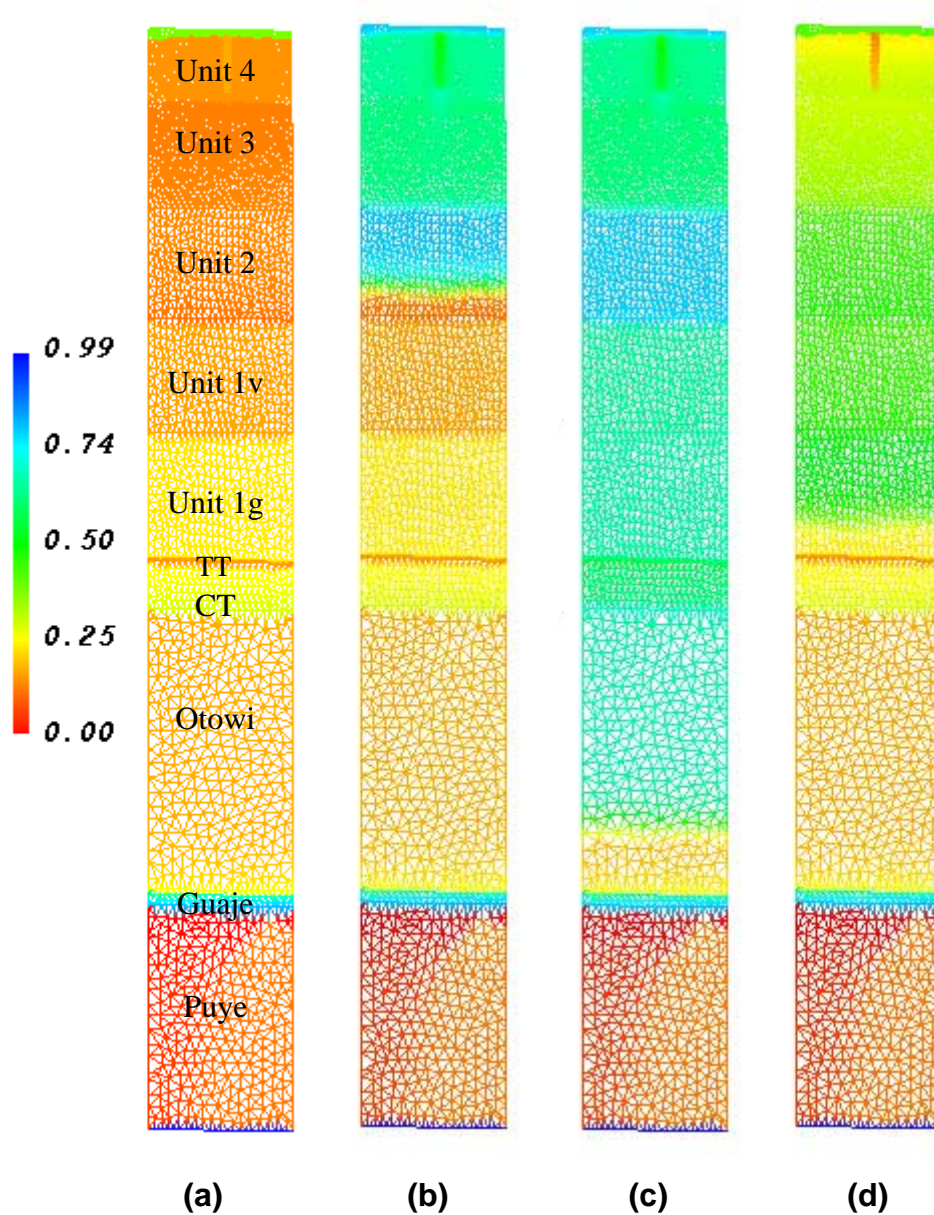 Unit 4
Unit 3
Unit 2
Unit 1v
Unit 1g
TT
CT
Otowi
Guaje
Puye
0.99
0.74
0.50
0.25
0.00
(a) (b) (c) (d)